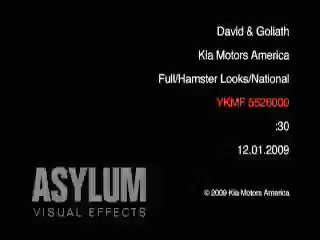 David & Goliath
Kia Motors America
Full/Hamster Looks/National
YKMF 5526000
:30
12.01.2009
ASYLUM
VISUAL EFFECTS
© 2009 Kia Motors America